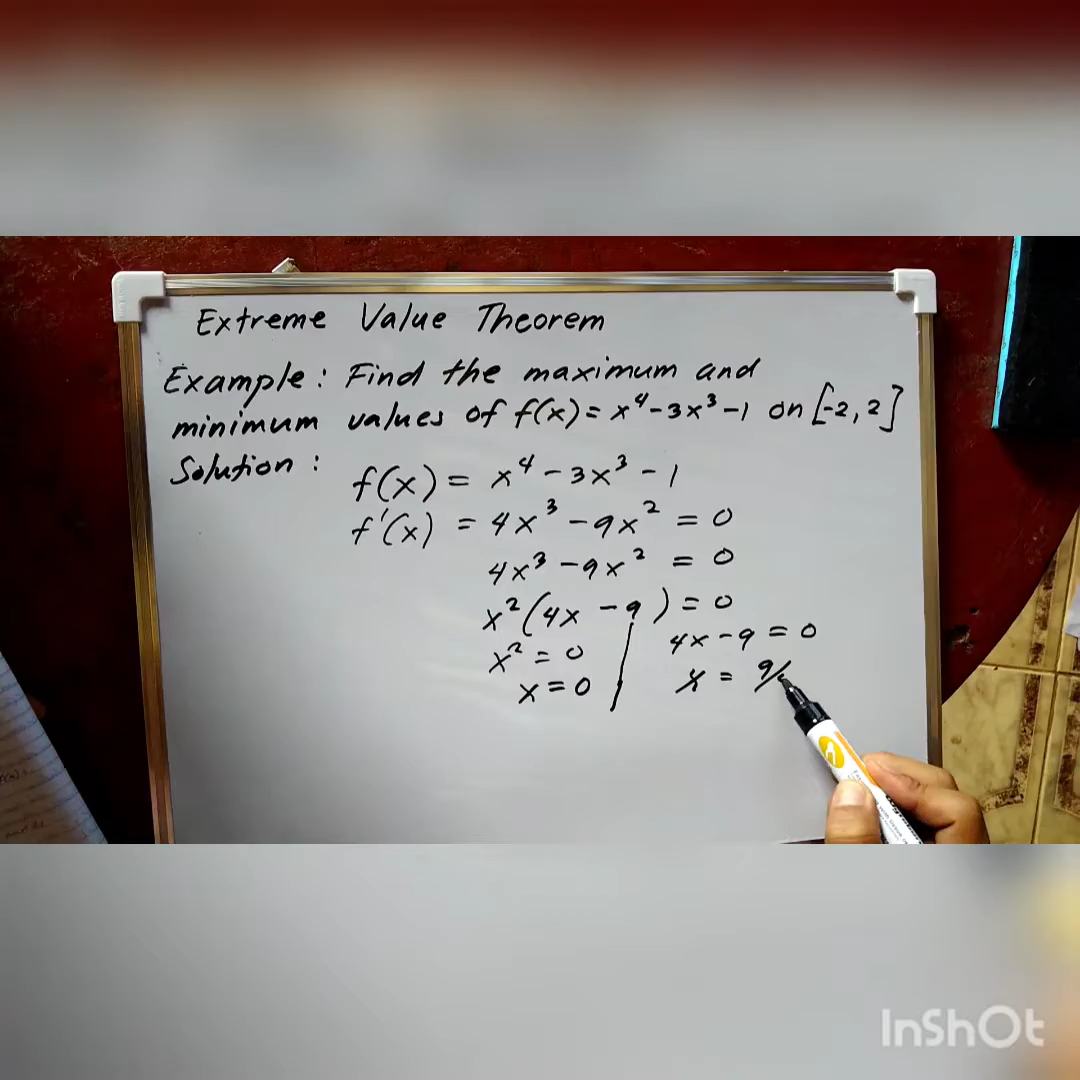 Extreme Value Theorem
Example: Find the maximum and
minimum values of f(x) = x⁴ - 3x³ - 1 on [-2, 2]
Solution:
f(x) = x⁴ - 3x³ - 1
f'(x) = 4x³ - 9x² = 0
4x³ - 9x² = 0
x²(4x - 9) = 0
x² = 0
x = 0
4x - 9 = 0
x = 9/
InShOt